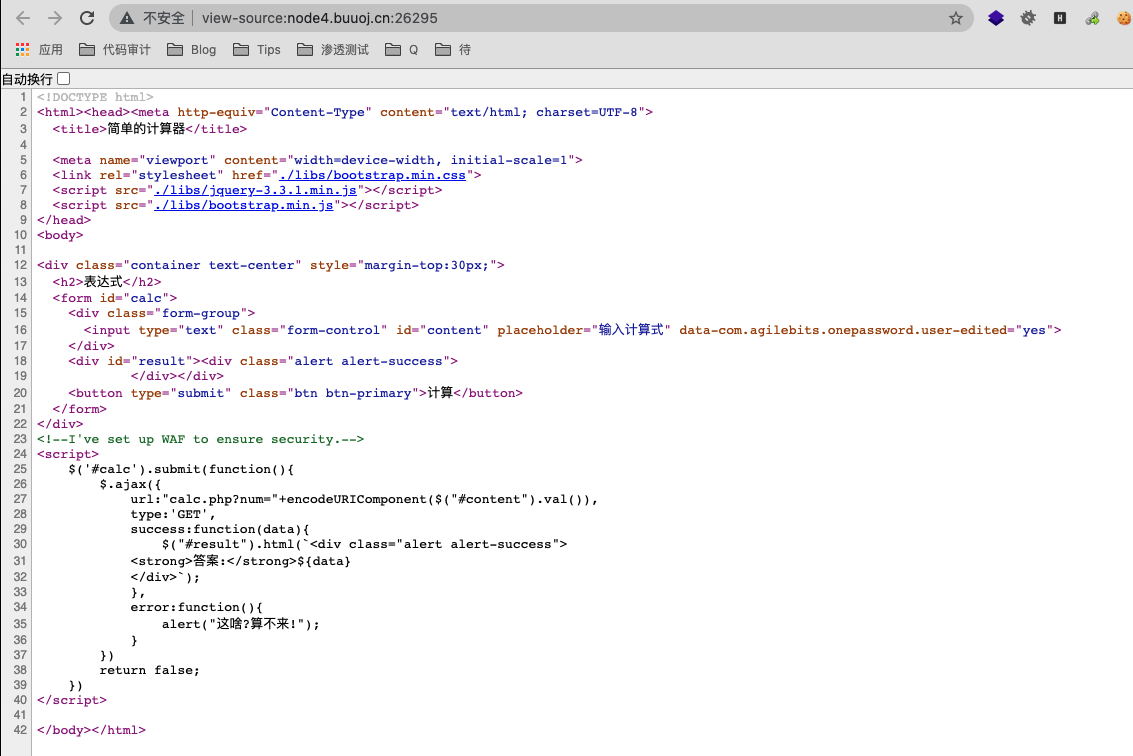 不安全 view-source:node4.buuoj.cn:26295
应用 代码审计 Blog Tips 渗透测试 Q 待
自动换行
1 <!DOCTYPE html>
2 <html><head><meta http-equiv="Content-Type" content="text/html; charset=UTF-8">
3 <title>简单的计算器</title>
4
5 <meta name="viewport" content="width=device-width, initial-scale=1">
6 <link rel="stylesheet" href="./libs/bootstrap.min.css">
7 <script src="./libs/jquery-3.3.1.min.js"></script>
8 <script src="./libs/bootstrap.min.js"></script>
9 </head>
10 <body>
11
12 <div class="container text-center" style="margin-top:30px;">
13 <h2>表达式</h2>
14 <form id="calc">
15 <div class="form-group">
16 <input type="text" class="form-control" id="content" placeholder="输入计算式" data-com.agilebits.onepassword.user-edited="yes">
17 </div>
18 <div id="result"><div class="alert alert-success">
19 </div></div>
20 <button type="submit" class="btn btn-primary">计算</button>
21 </form>
22 </div>
23 <!--I've set up WAF to ensure security.-->
24 <script>
25 $('#calc').submit(function(){
26 $.ajax({
27 url:"calc.php?num="+encodeURIComponent($("#content").val()),
28 type:'GET',
29 success:function(data){
30 $("#result").html(`<div class="alert alert-success">
31 <strong>答案:</strong>${data}
32 </div>`);
33 },
34 error:function(){
35 alert("这啥?算不来!");
36 }
37 })
38 return false;
39 })
40 </script>
41
42 </body></html>